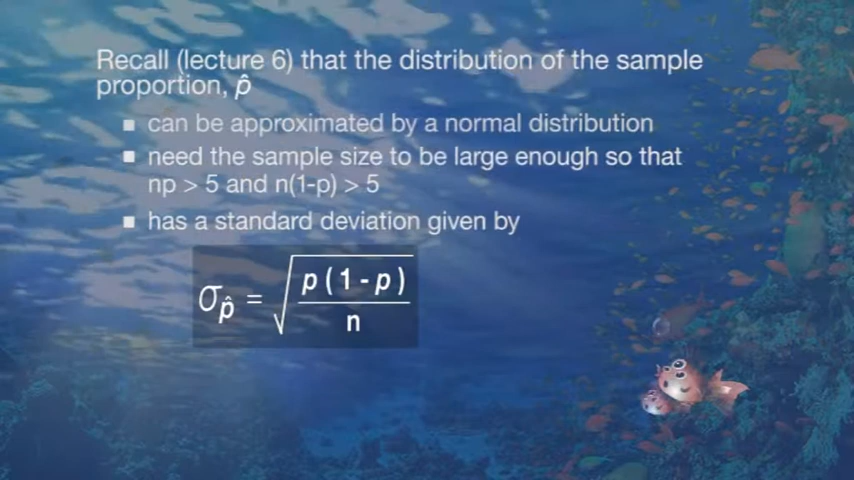 Recall (lecture 6) that the distribution of the sample
proportion, p̂
▪ can be approximated by a normal distribution
▪ need the sample size to be large enough so that
np > 5 and n(1-p) > 5
▪ has a standard deviation given by
σ_p̂ = √(p(1-p)/n)